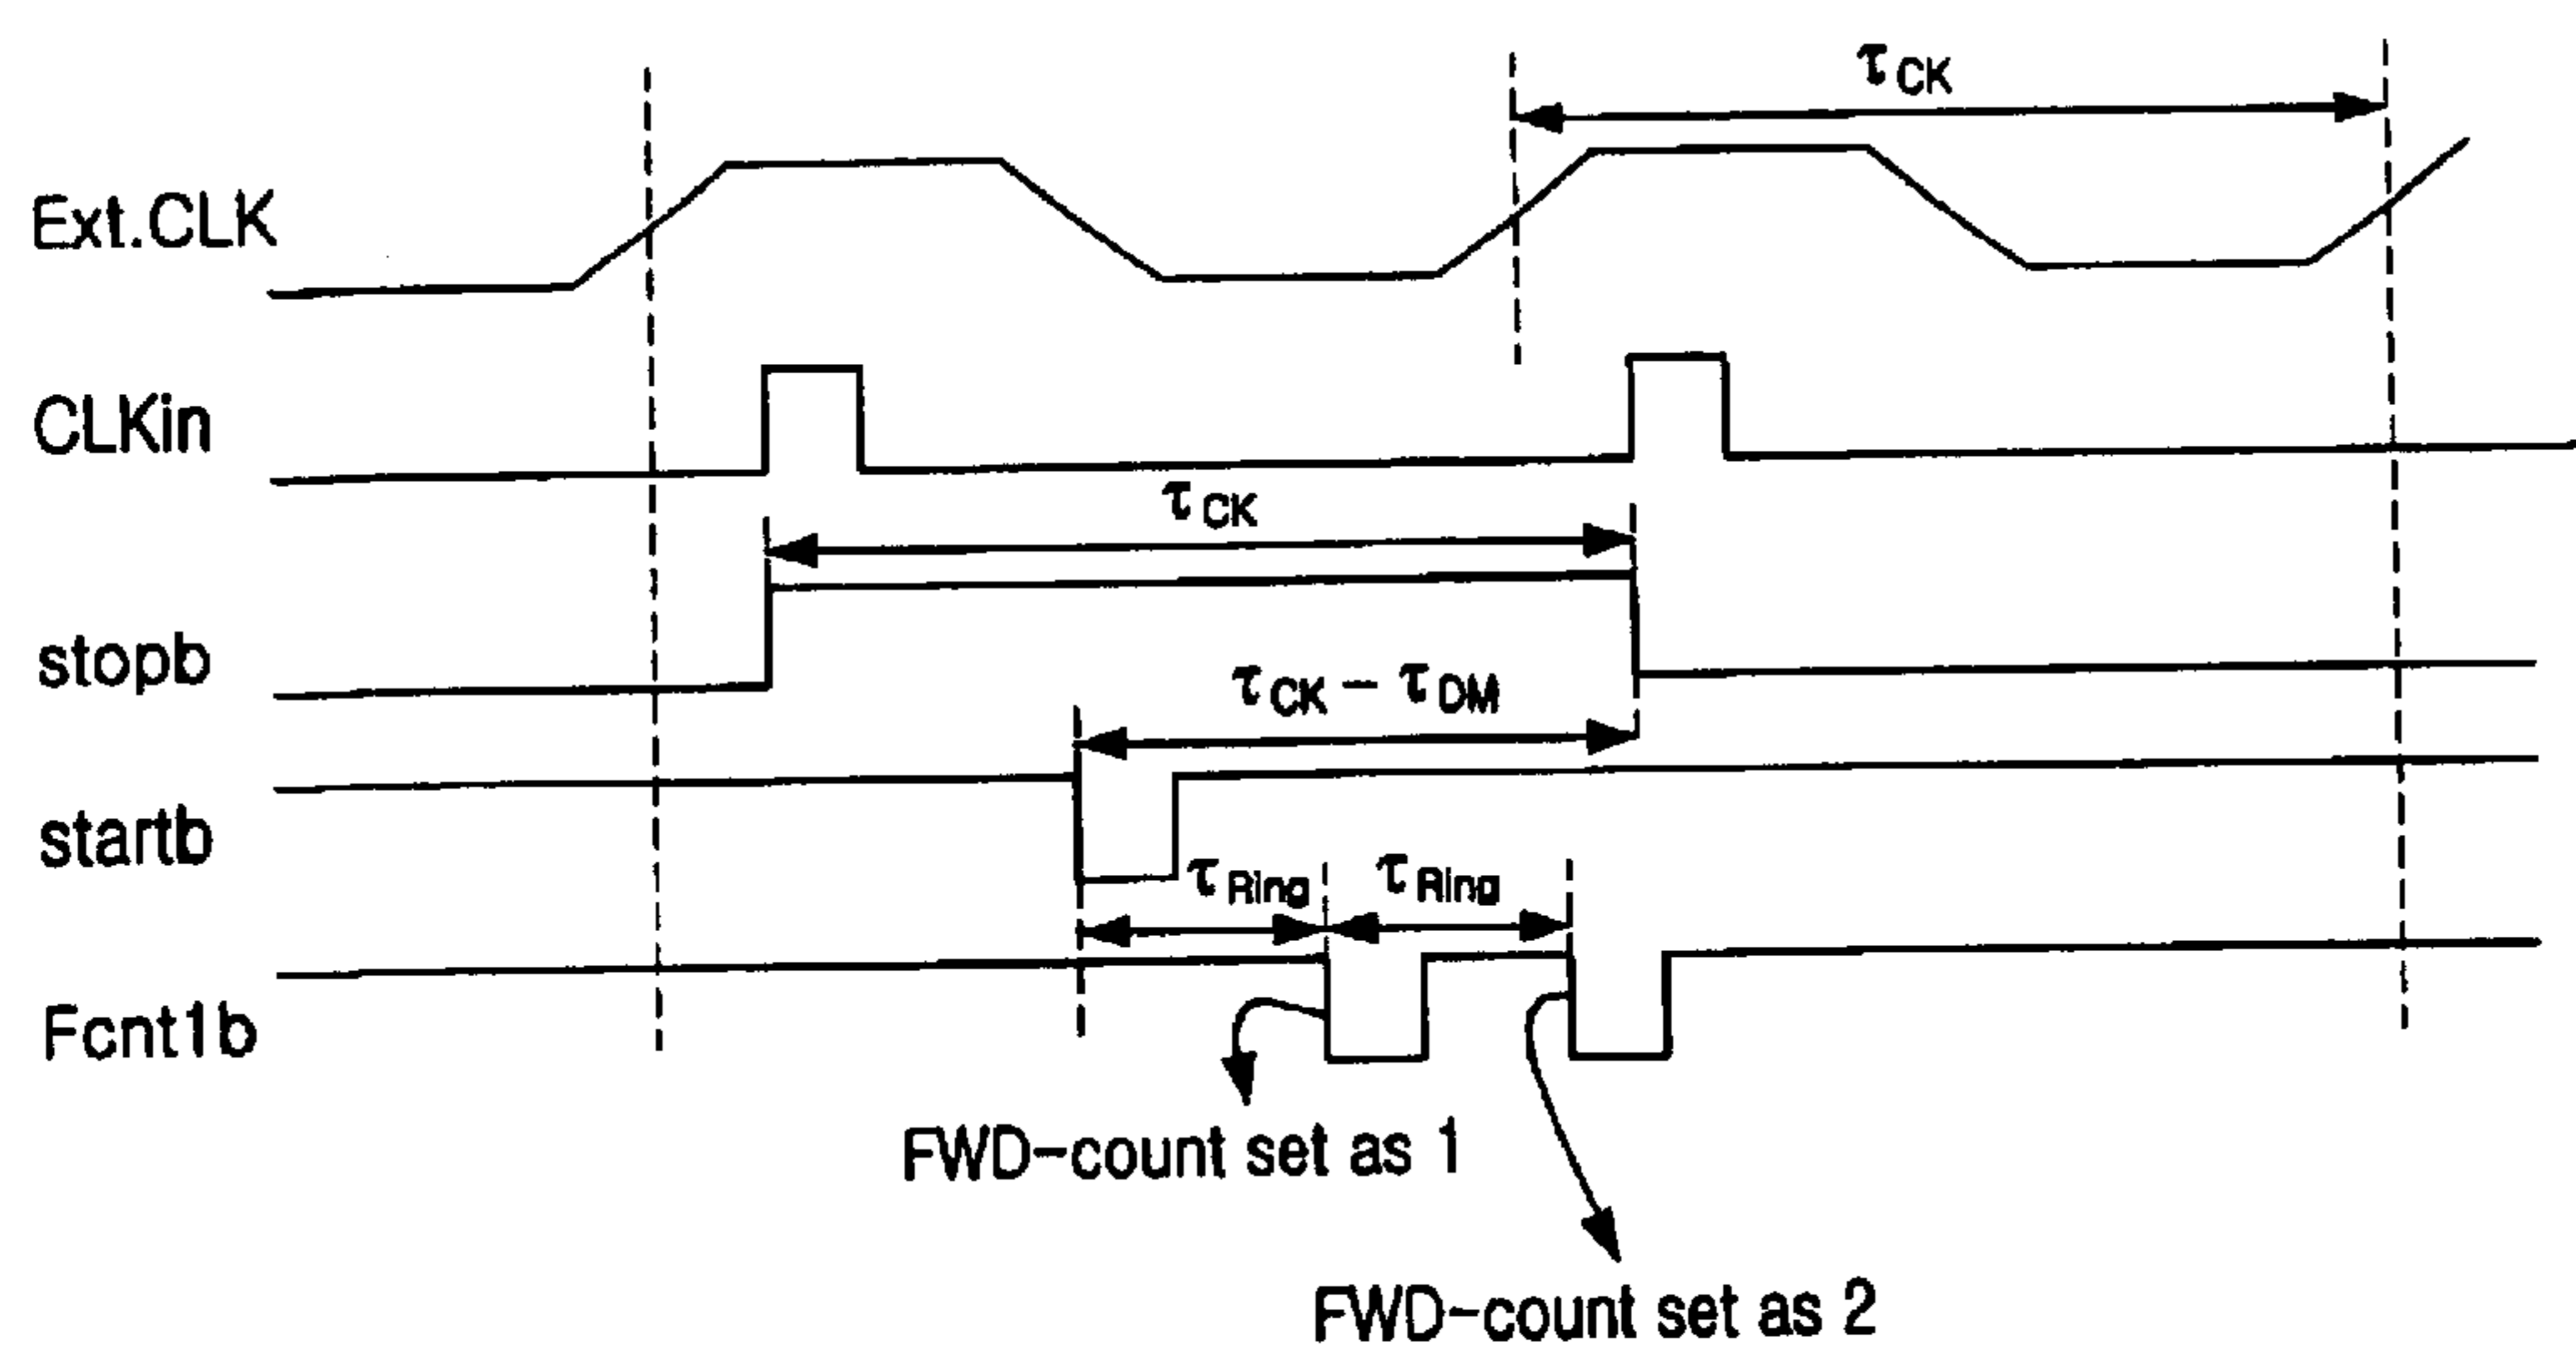 τCK
Ext.CLK
CLKin
τCK
stopb
τCK − τDM
startb
τRing τRing
Fcnt1b
FWD-count set as 1
FWD-count set as 2